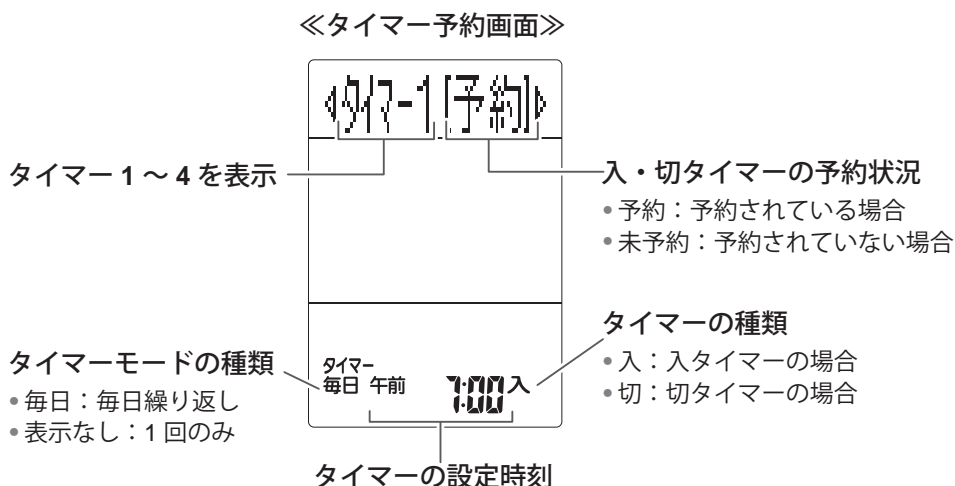 ≪タイマー予約画面≫
タイマー1[予約]
タイマー 1 ～ 4 を表示
入・切タイマーの予約状況
•予約：予約されている場合
•未予約：予約されていない場合
タイマーモードの種類
•毎日：毎日繰り返し
•表示なし：1 回のみ
タイマー
毎日 午前 7:00 入
タイマーの種類
•入：入タイマーの場合
•切：切タイマーの場合
タイマーの設定時刻